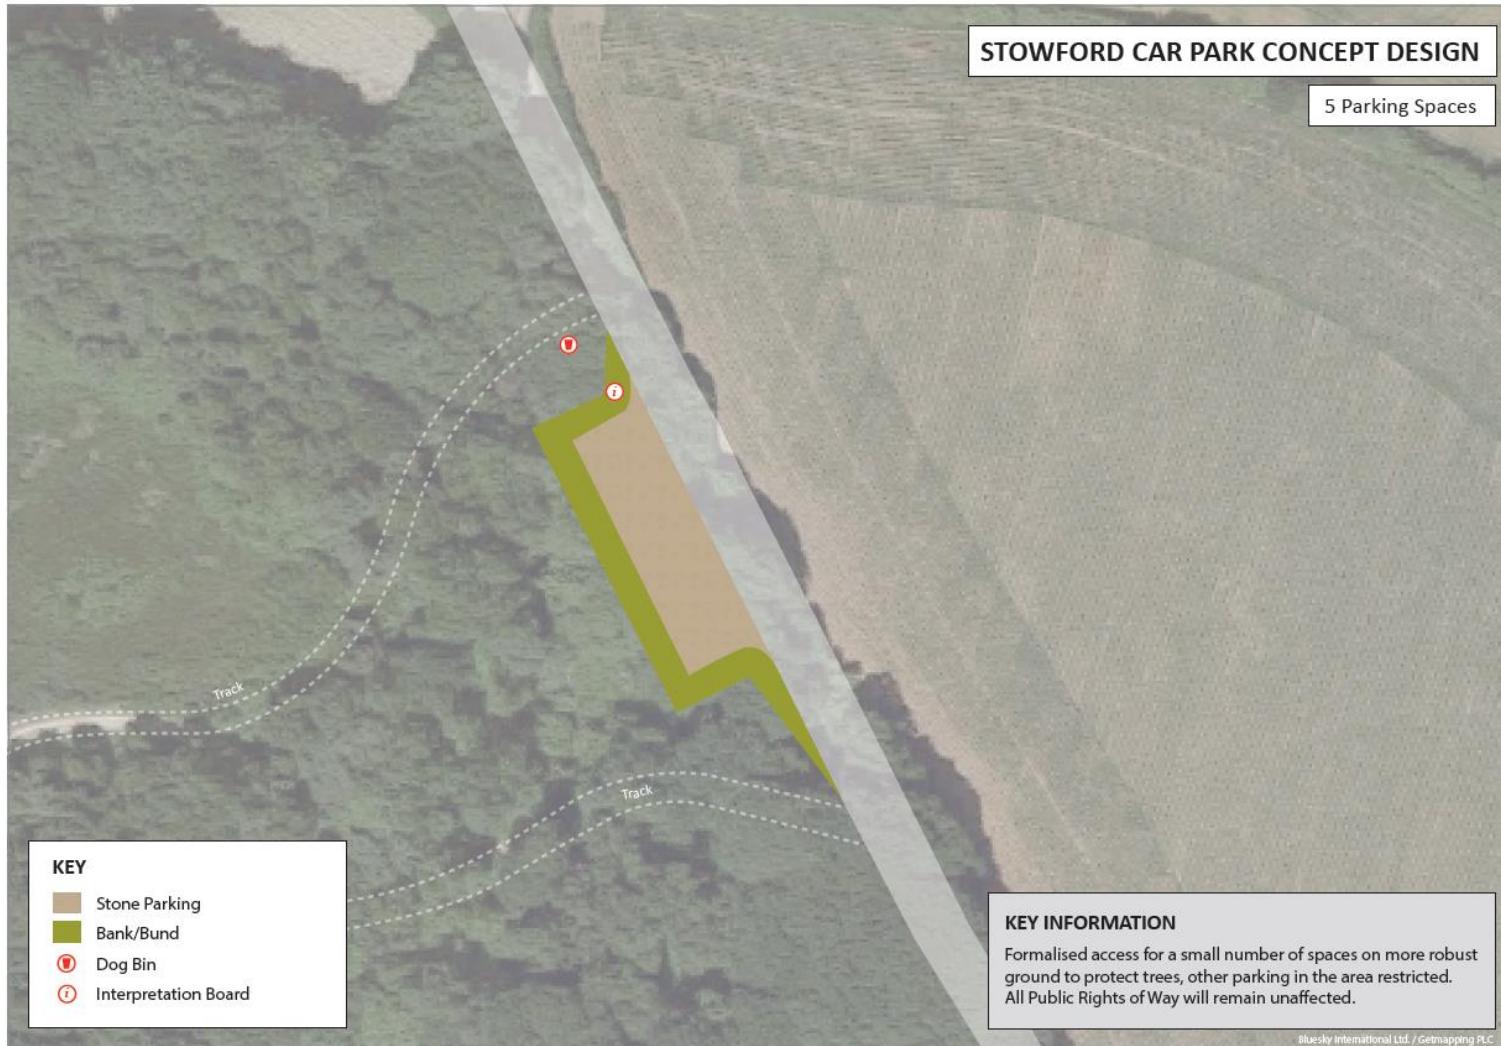 STOWFORD CAR PARK CONCEPT DESIGN
5 Parking Spaces
Track
Track
KEY
Stone Parking
Bank/Bund
Dog Bin
i Interpretation Board
i
KEY INFORMATION
Formalised access for a small number of spaces on more robust
ground to protect trees, other parking in the area restricted.
All Public Rights of Way will remain unaffected.
Bluesky International Ltd. / Getmapping PLC